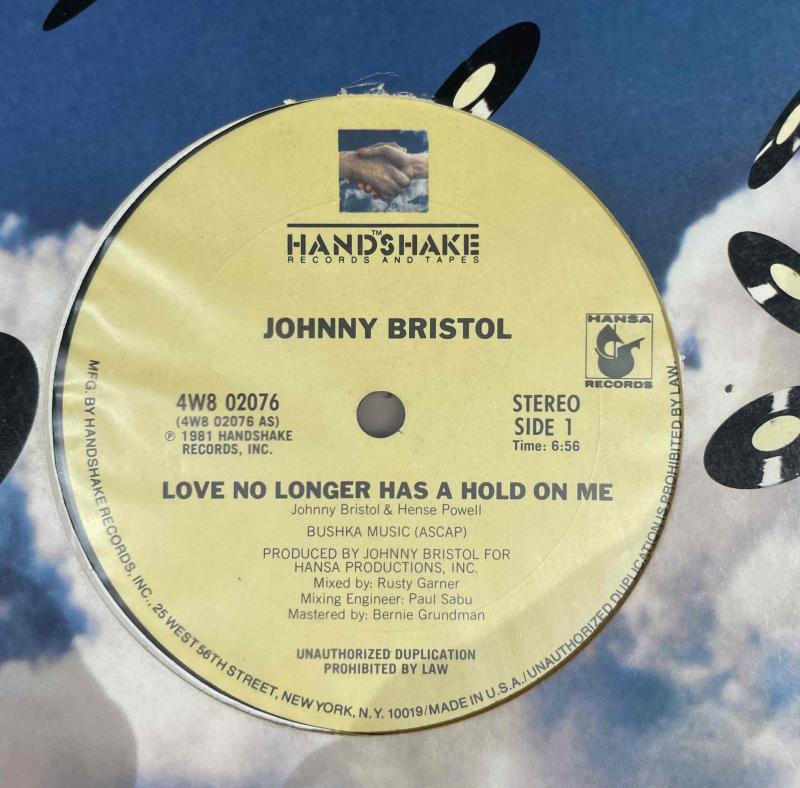 HANDSHAKE™
RECORDS AND TAPES
JOHNNY BRISTOL
HANSA
RECORDS
4W8 02076
(4W8 02076 AS)
℗ 1981 HANDSHAKE
RECORDS, INC.
STEREO
SIDE 1
Time: 6:56
LOVE NO LONGER HAS A HOLD ON ME
Johnny Bristol & Hense Powell
BUSHKA MUSIC (ASCAP)
PRODUCED BY JOHNNY BRISTOL FOR
HANSA PRODUCTIONS, INC.
Mixed by: Rusty Garner
Mixing Engineer: Paul Sabu
Mastered by: Bernie Grundman
UNAUTHORIZED DUPLICATION
PROHIBITED BY LAW
MFG. BY HANDSHAKE RECORDS, INC., 25 WEST 56TH STREET, NEW YORK, N.Y. 10019/MADE IN U.S.A./UNAUTHORIZED DUPLICATION IS PROHIBITED BY LAW.